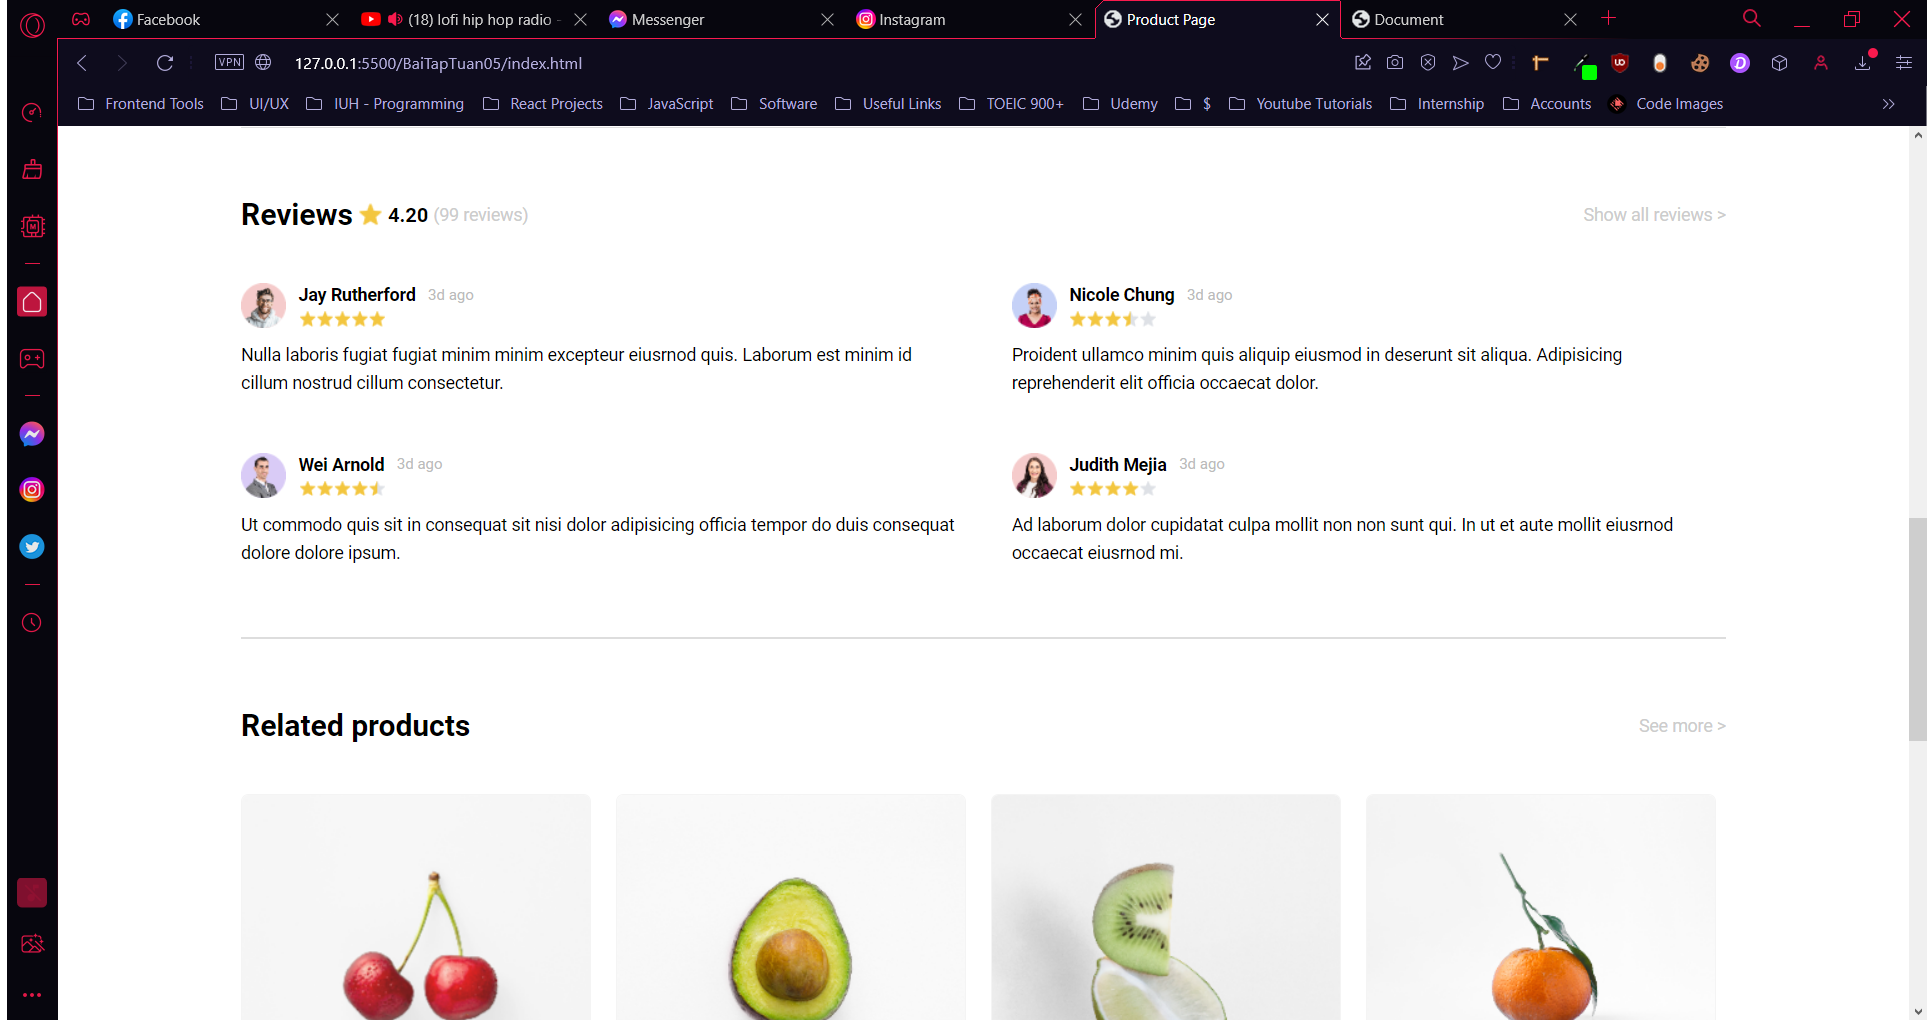 Facebook
(18) lofi hip hop radio -
Messenger
Instagram
Product Page
Document
VPN
127.0.0.1:5500/BaiTapTuan05/index.html
Frontend Tools
UI/UX
IUH - Programming
React Projects
JavaScript
Software
Useful Links
TOEIC 900+
Udemy
$
Youtube Tutorials
Internship
Accounts
Code Images
Reviews 4.20 (99 reviews)
Show all reviews >
Jay Rutherford 3d ago
Nulla laboris fugiat fugiat minim minim excepteur eiusrnod quis. Laborum est minim id
cillum nostrud cillum consectetur.
Nicole Chung 3d ago
Proident ullamco minim quis aliquip eiusmod in deserunt sit aliqua. Adipisicing
reprehenderit elit officia occaecat dolor.
Wei Arnold 3d ago
Ut commodo quis sit in consequat sit nisi dolor adipisicing officia tempor do duis consequat
dolore dolore ipsum.
Judith Mejia 3d ago
Ad laborum dolor cupidatat culpa mollit non non sunt qui. In ut et aute mollit eiusrnod
occaecat eiusrnod mi.
Related products
See more >